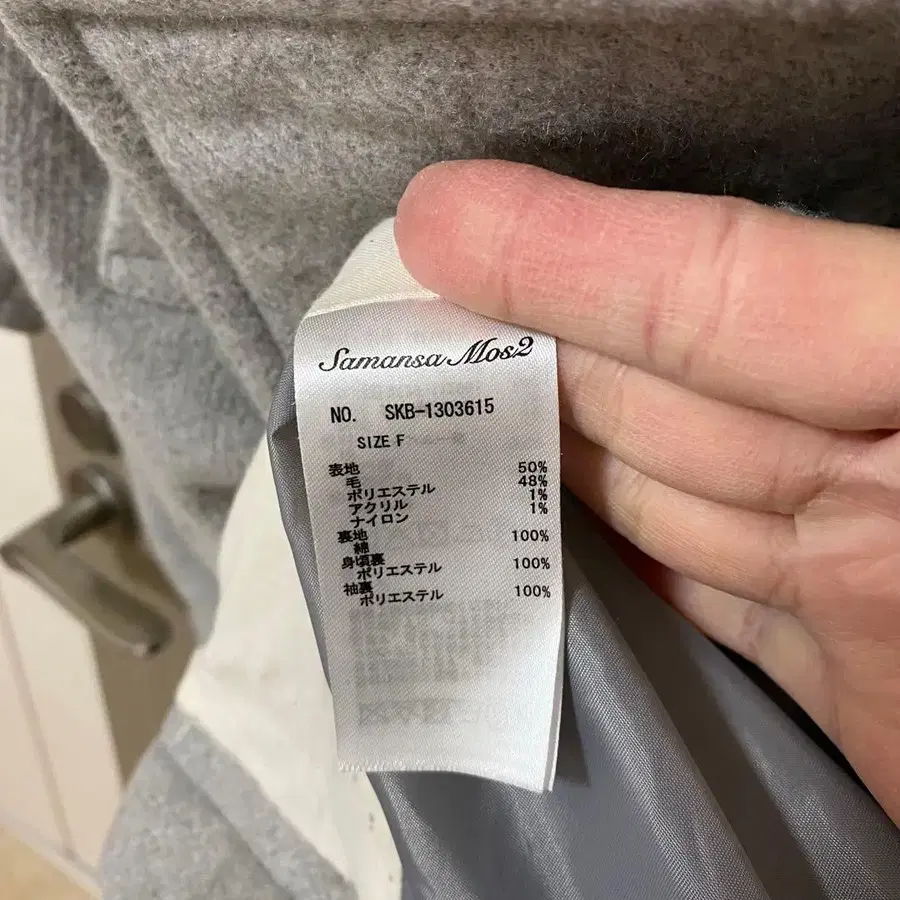 Samansa Mos2
NO. SKB-1303615
SIZE F
表地
毛 50%
ポリエステル 48%
アクリル 1%
ナイロン 1%
裏地
綿 100%
身頃裏
ポリエステル 100%
袖裏
ポリエステル 100%